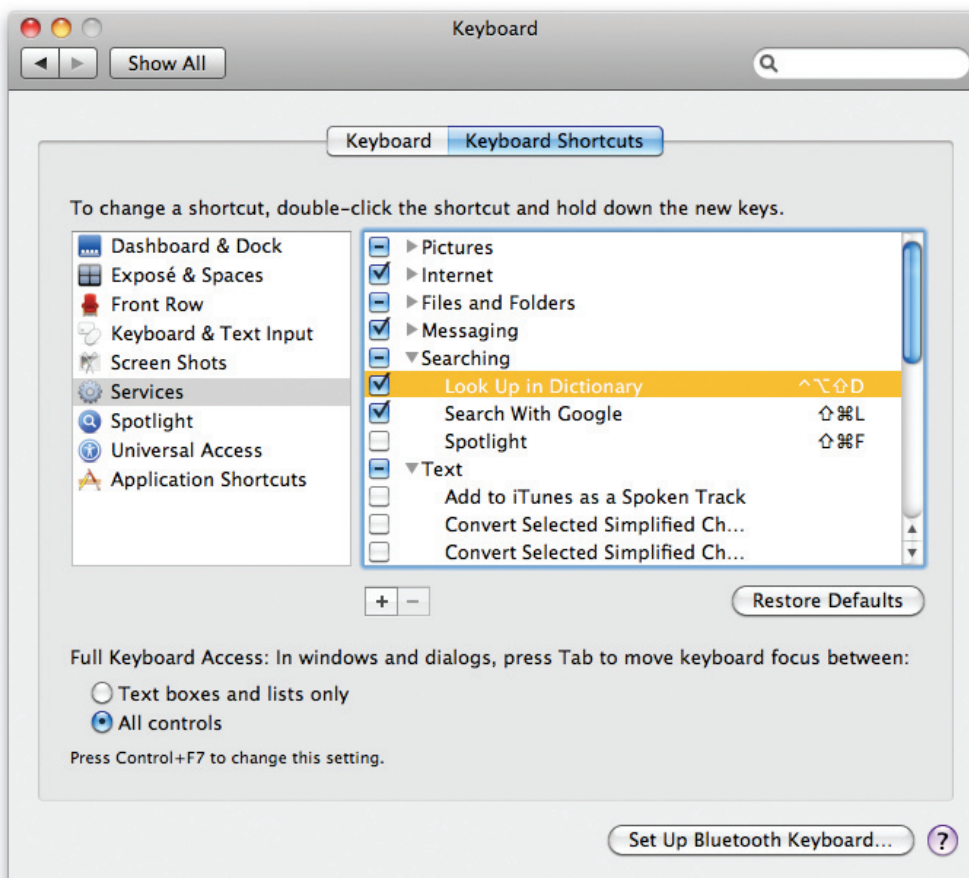 Keyboard
Show All
Keyboard Keyboard Shortcuts
To change a shortcut, double-click the shortcut and hold down the new keys.
Dashboard & Dock
Exposé & Spaces
Front Row
Keyboard & Text Input
Screen Shots
Services
Spotlight
Universal Access
Application Shortcuts
Pictures
Internet
Files and Folders
Messaging
Searching
Look Up in Dictionary ^⌥⇧D
Search With Google ⇧⌘L
Spotlight ⇧⌘F
Text
Add to iTunes as a Spoken Track
Convert Selected Simplified Ch...
Convert Selected Simplified Ch...
+ −
Restore Defaults
Full Keyboard Access: In windows and dialogs, press Tab to move keyboard focus between:
Text boxes and lists only
All controls
Press Control+F7 to change this setting.
Set Up Bluetooth Keyboard... ?